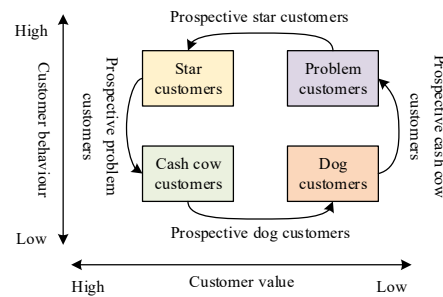 Prospective star customers
High
Star
customers
Problem
customers
Customer behaviour
Prospective problem
customers
Prospective cash cow
customers
Cash cow
customers
Dog
customers
Low
Prospective dog customers
High
Customer value
Low